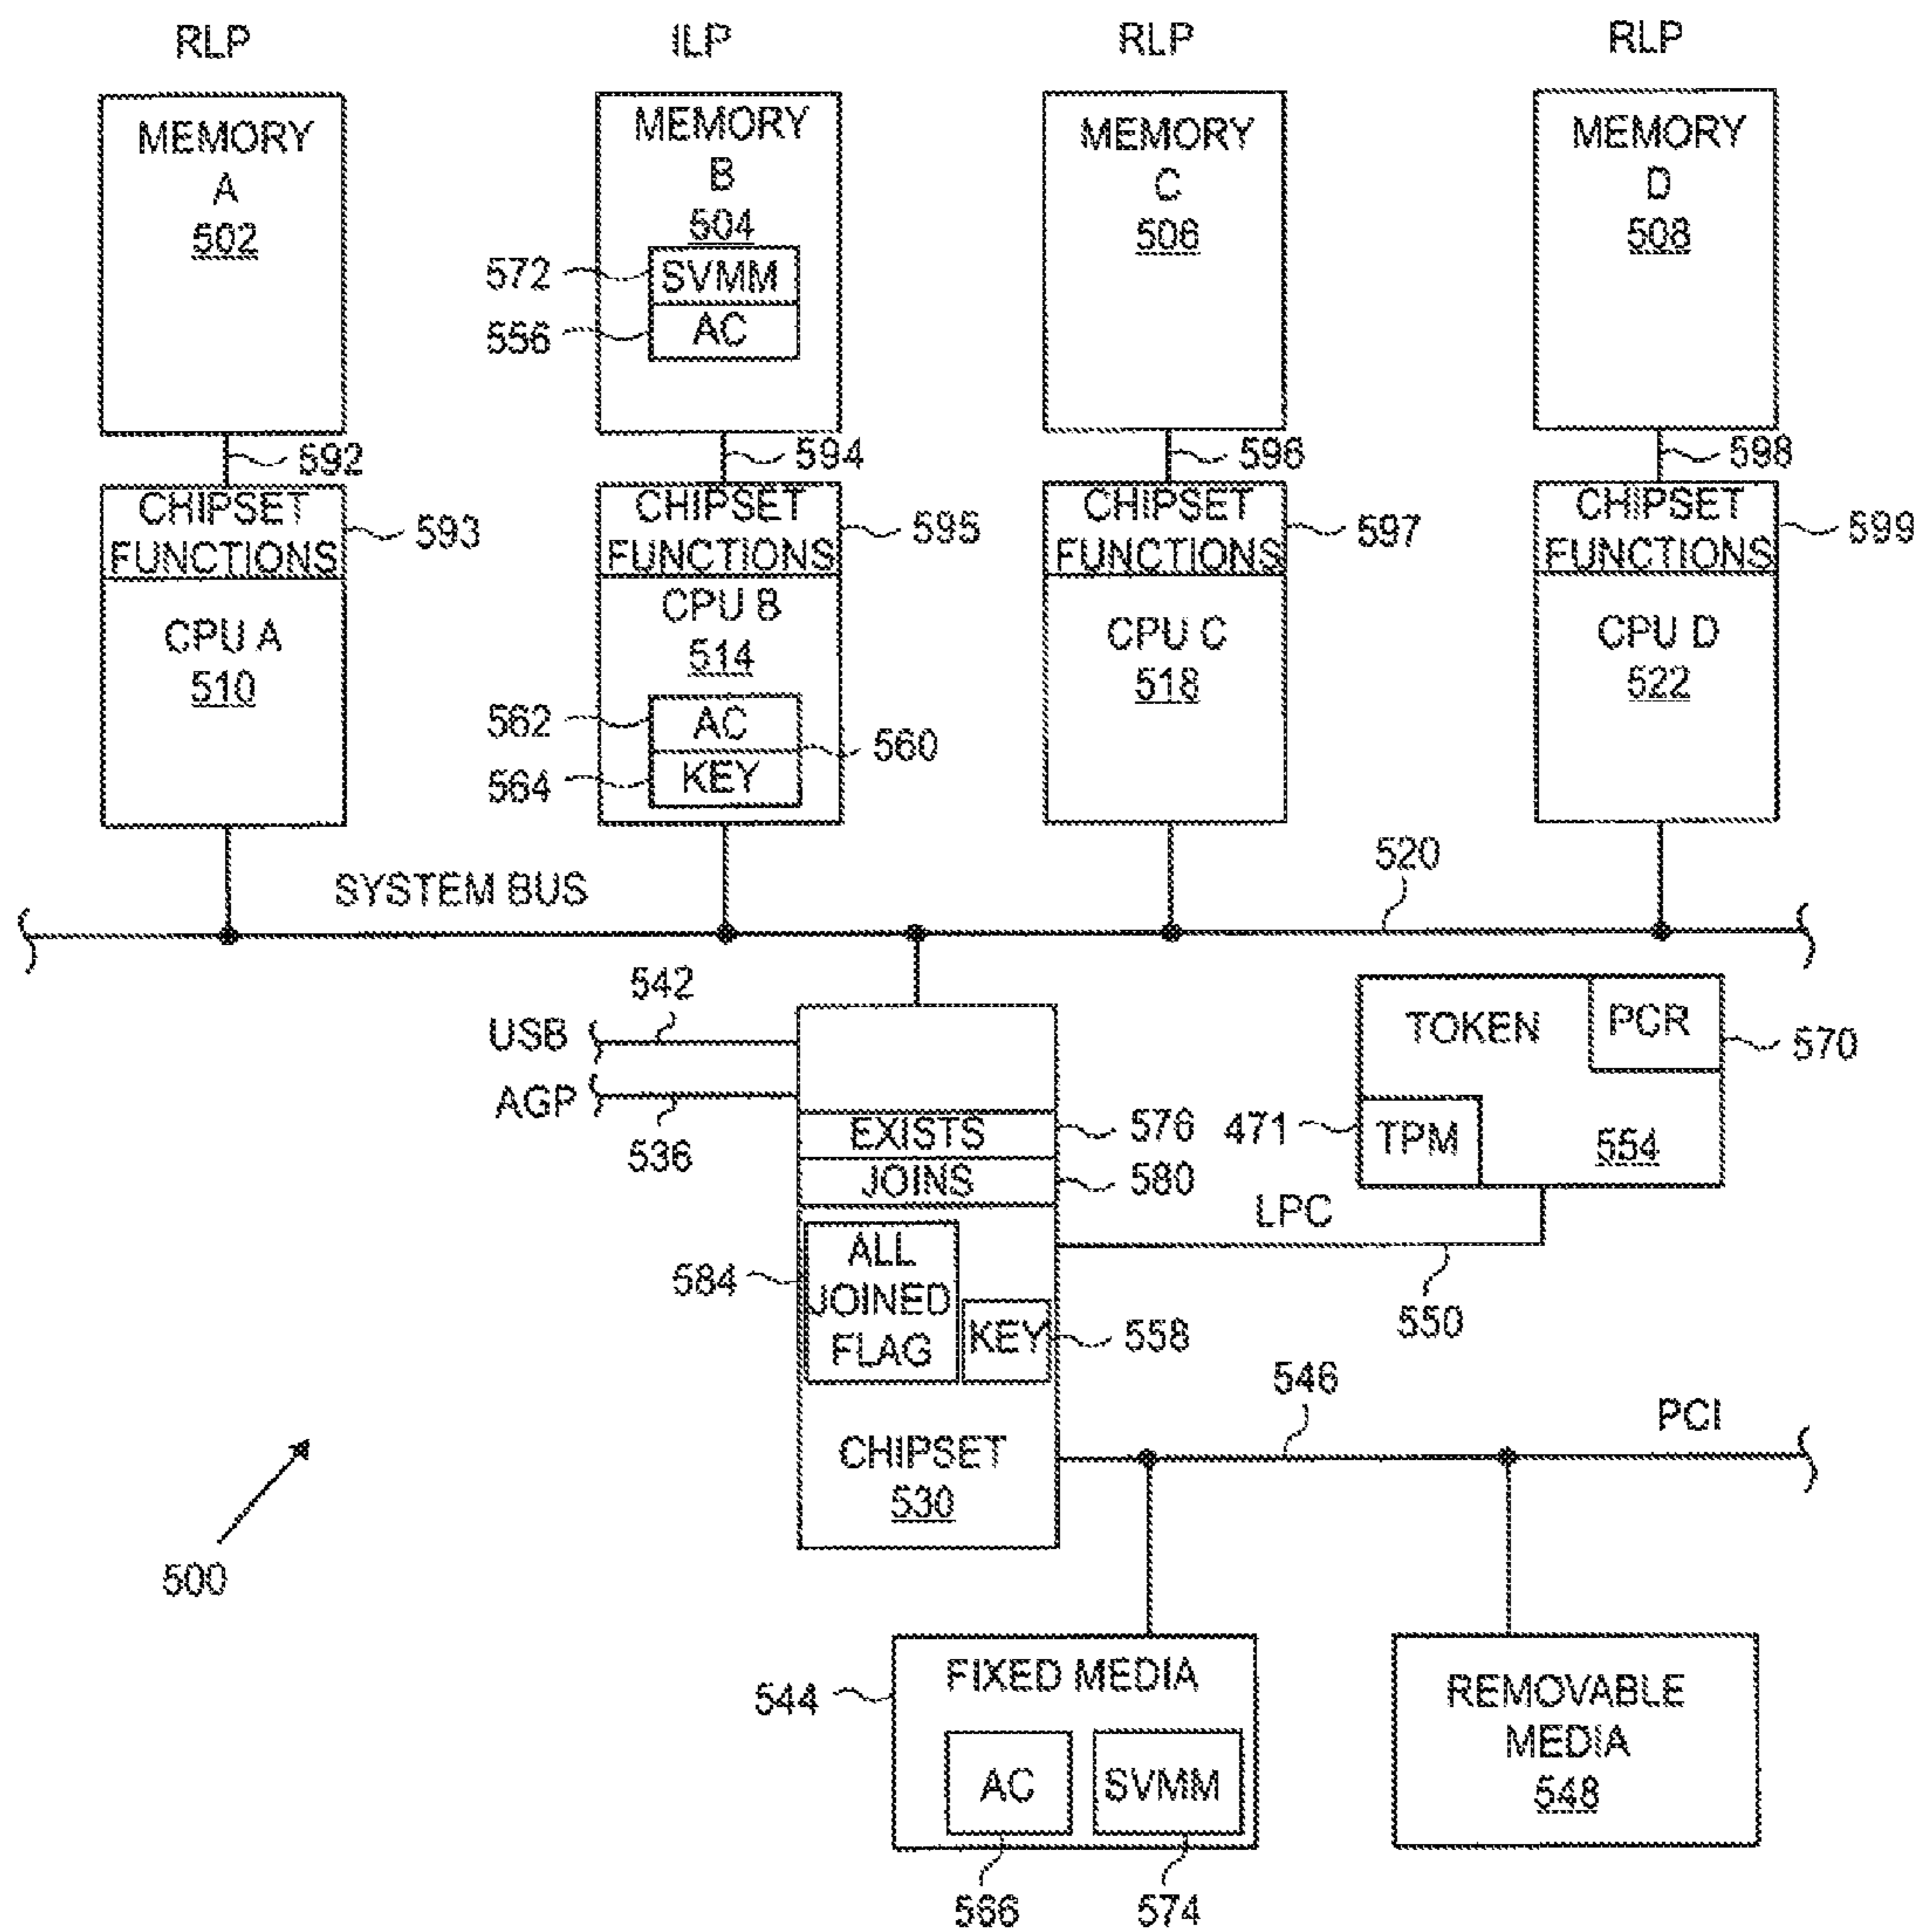 RLP
ILP
RLP
RLP
MEMORY
A
502
MEMORY
B
504
572
SVMM
556
AC
MEMORY
C
506
MEMORY
D
508
592
594
596
598
CHIPSET
FUNCTIONS
593
CPU A
510
CHIPSET
FUNCTIONS
595
CPU B
514
562
AC
560
564
KEY
CHIPSET
FUNCTIONS
597
CPU C
518
CHIPSET
FUNCTIONS
599
CPU D
522
SYSTEM BUS
520
542
USB
AGP
536
EXISTS
576
JOINS
580
584
ALL
JOINED
FLAG
KEY
558
CHIPSET
530
TOKEN
PCR
570
471
TPM
554
LPC
550
546
PCI
500
544
FIXED MEDIA
AC
SVMM
566
574
REMOVABLE
MEDIA
548